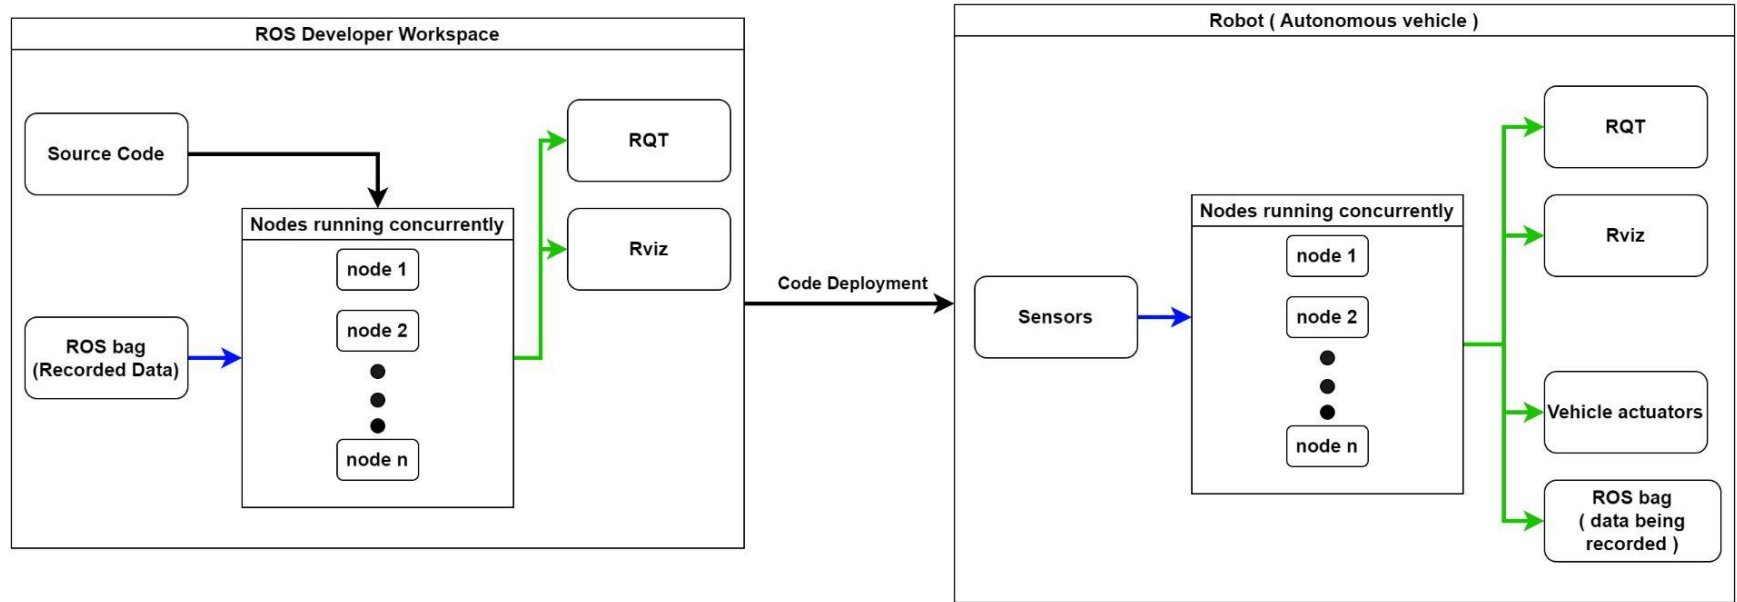 ROS Developer Workspace
Source Code
ROS bag
(Recorded Data)
Nodes running concurrently
node 1
node 2
node n
RQT
Rviz
Code Deployment
Robot ( Autonomous vehicle )
Sensors
Nodes running concurrently
node 1
node 2
node n
RQT
Rviz
Vehicle actuators
ROS bag
( data being
recorded )